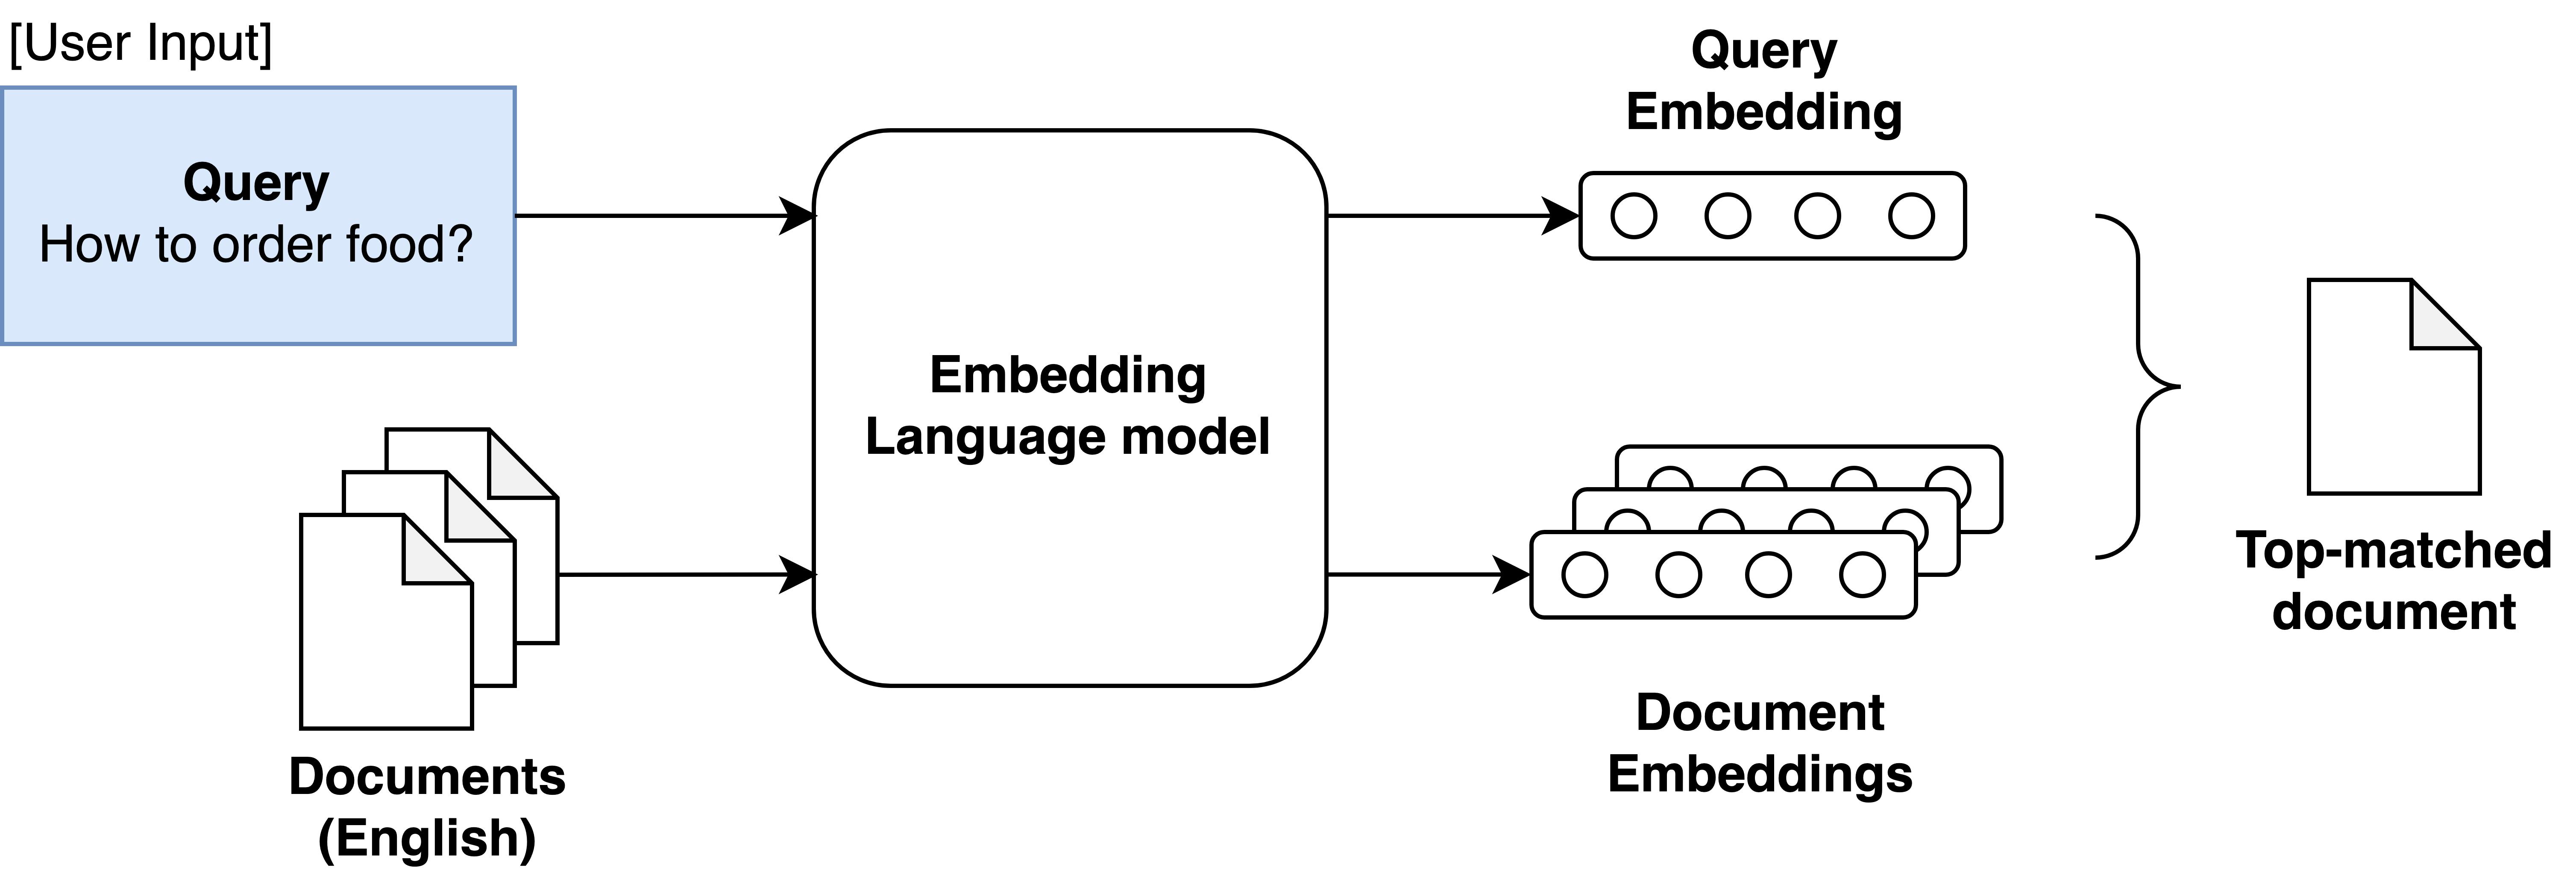 [User Input]
Query
How to order food?
Documents
(English)
Embedding
Language model
Query
Embedding
Document
Embeddings
Top-matched
document